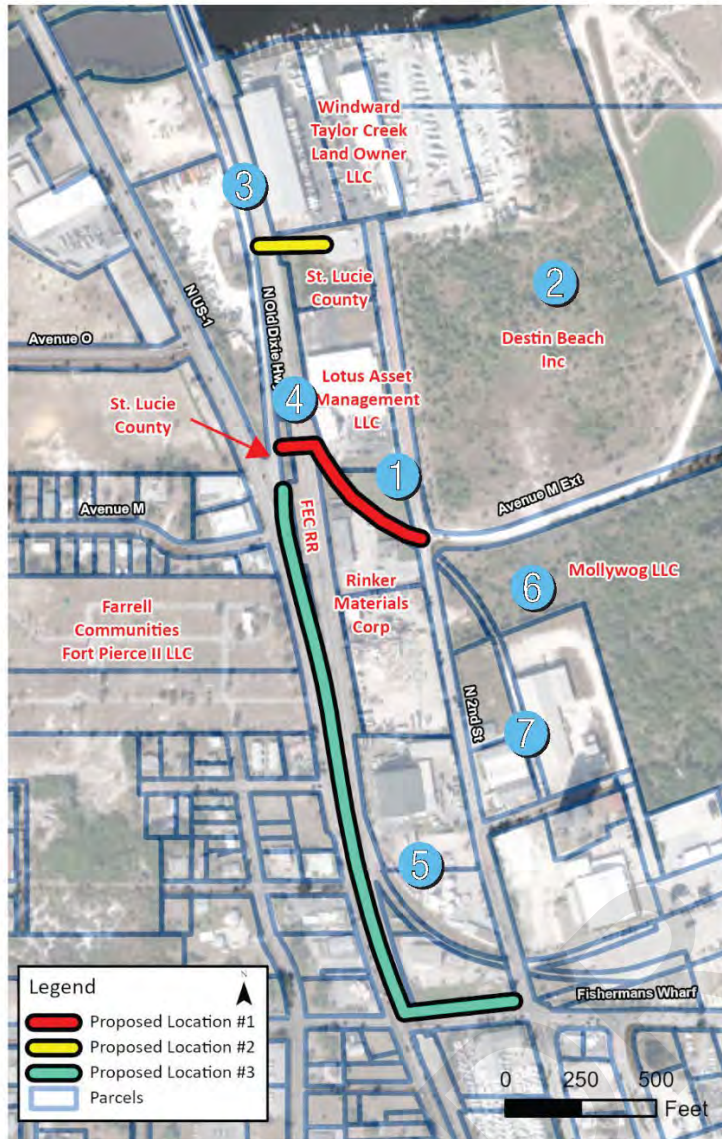 Windward
Taylor Creek
Land Owner
LLC
3
St. Lucie
County
2
Destin Beach
Inc
N US-1
N Old Dixie Hwy
Avenue O
Lotus Asset
Management
LLC
4
St. Lucie
County
1
Avenue M Ext
Avenue M
FEC RR
Rinker
Materials
Corp
6
Mollywog LLC
Farrell
Communities
Fort Pierce II LLC
N 2nd St
7
5
Fishermans Wharf
Legend
N
Proposed Location #1
Proposed Location #2
Proposed Location #3
Parcels
0 250 500
Feet